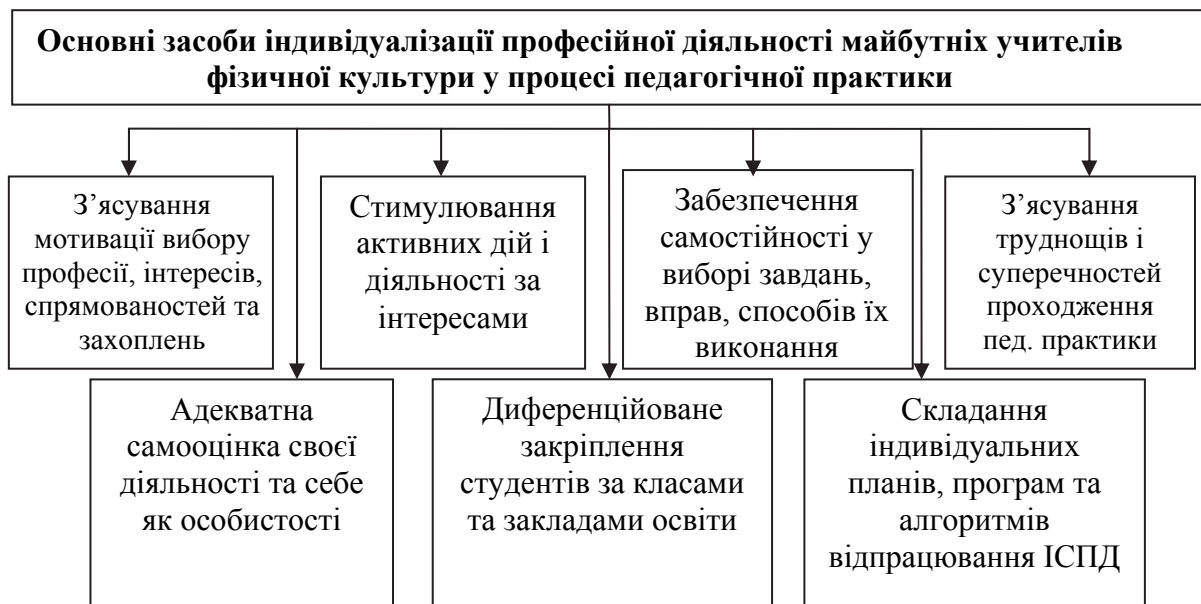 Основні засоби індивідуалізації професійної діяльності майбутніх учителів
фізичної культури у процесі педагогічної практики
З’ясування
мотивації вибору
професії, інтересів,
спрямованостей та
захоплень
Стимулювання
активних дій і
діяльності за
інтересами
Забезпечення
самостійності у
виборі завдань,
вправ, способів їх
виконання
З’ясування
труднощів і
суперечностей
проходження
пед. практики
Адекватна
самооцінка своєї
діяльності та себе
як особистості
Диференційоване
закріплення
студентів за класами
та закладами освіти
Складання
індивідуальних
планів, програм та
алгоритмів
відпрацювання ІСПД